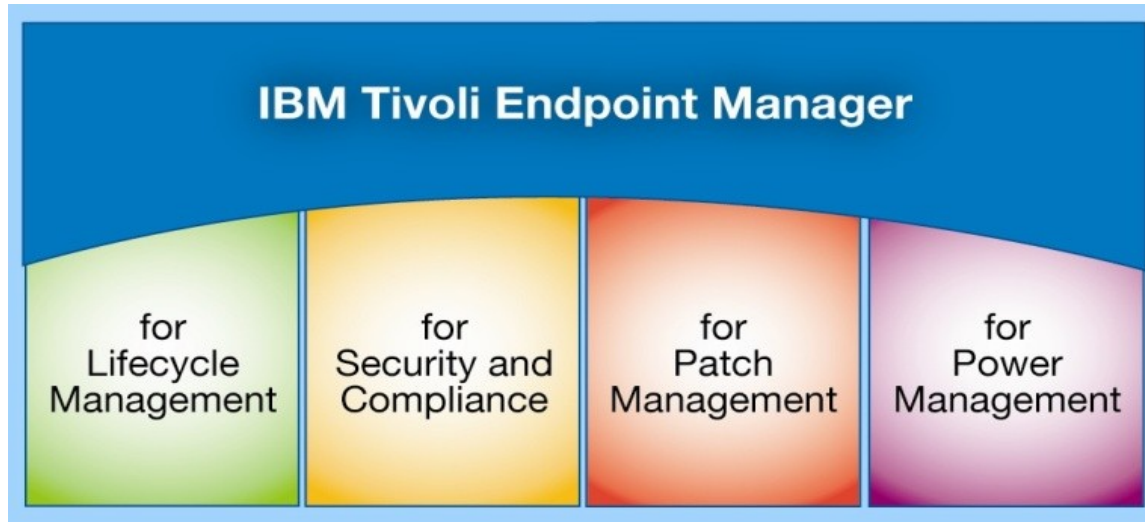 IBM Tivoli Endpoint Manager
for
Lifecycle
Management
for
Security and
Compliance
for
Patch
Management
for
Power
Management